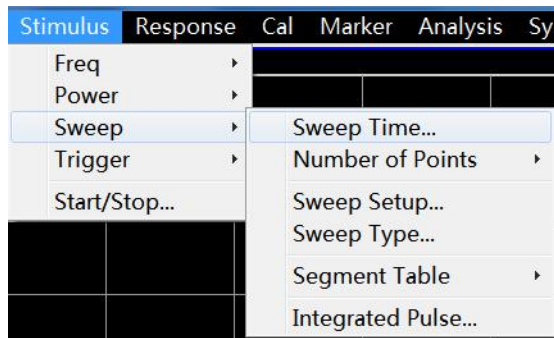 Stimulus Response Cal Marker Analysis Sy
Freq
Power
Sweep
Trigger
Start/Stop...
Sweep Time...
Number of Points
Sweep Setup...
Sweep Type...
Segment Table
Integrated Pulse...